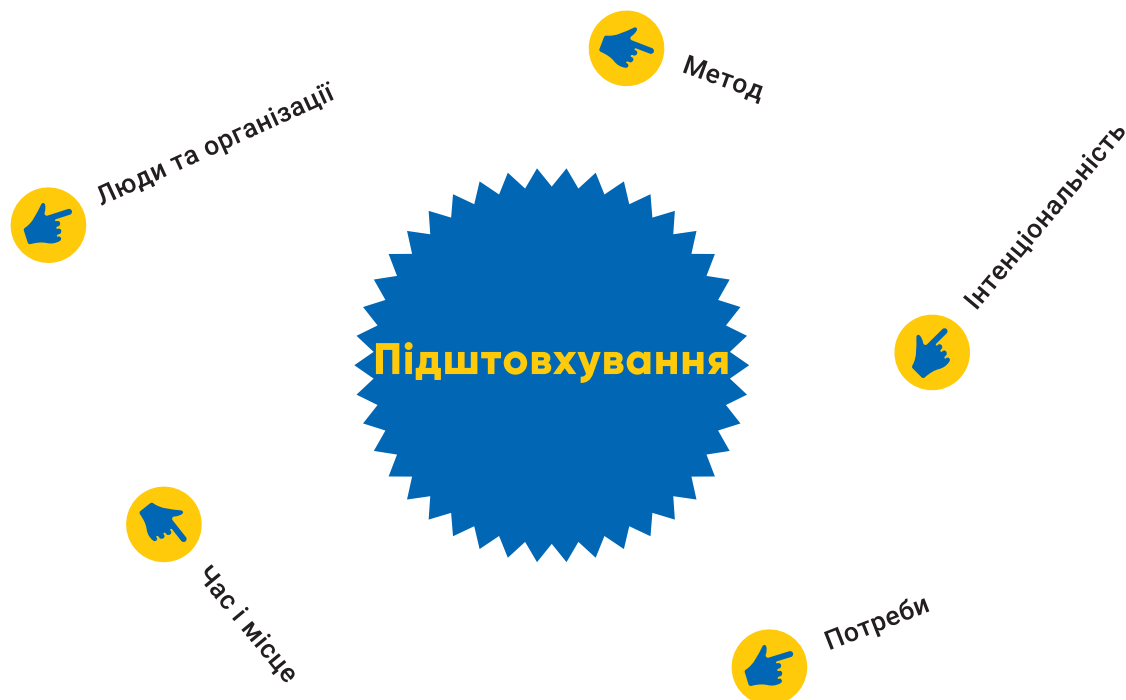 Метод
Люди та організації
Інтенціональність
Підштовхування
Час і місце
Потреби